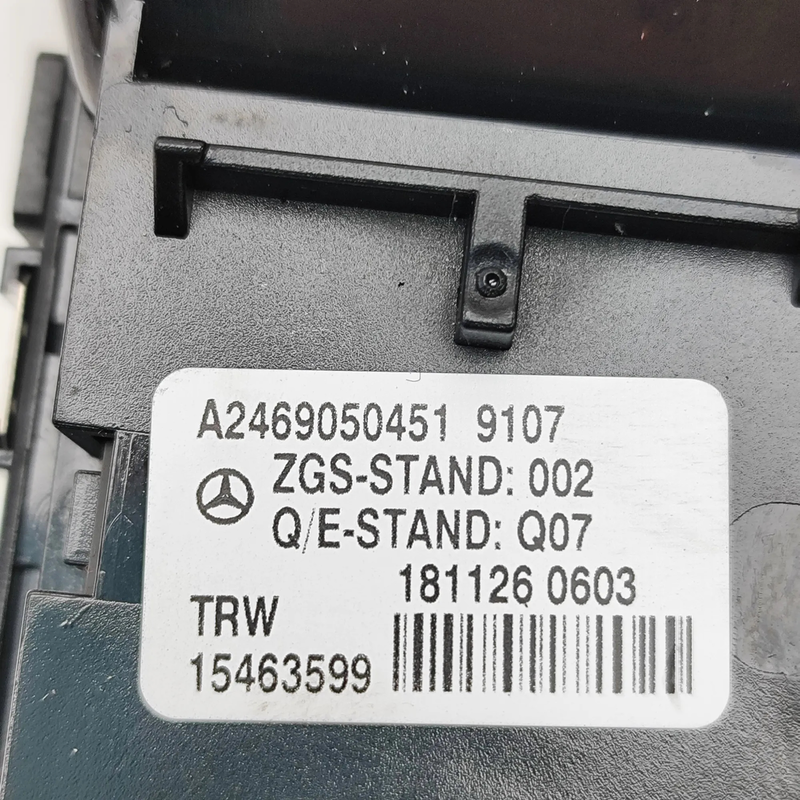 A2469050451 9107
ZGS-STAND: 002
Q/E-STAND: Q07
181126 0603
TRW
15463599